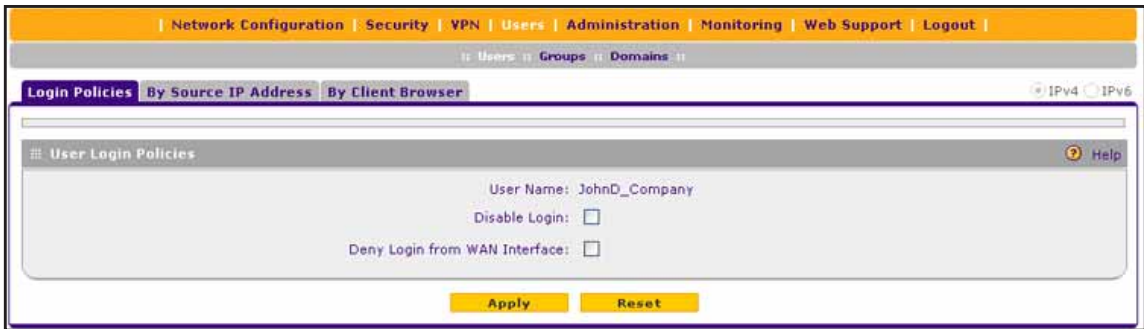 | Network Configuration | Security | VPN | Users | Administration | Monitoring | Web Support | Logout |
:: Users :: Groups :: Domains ::
Login Policies By Source IP Address By Client Browser IPv4 IPv6
User Login Policies Help
User Name: JohnD_Company
Disable Login:
Deny Login from WAN Interface:
Apply Reset